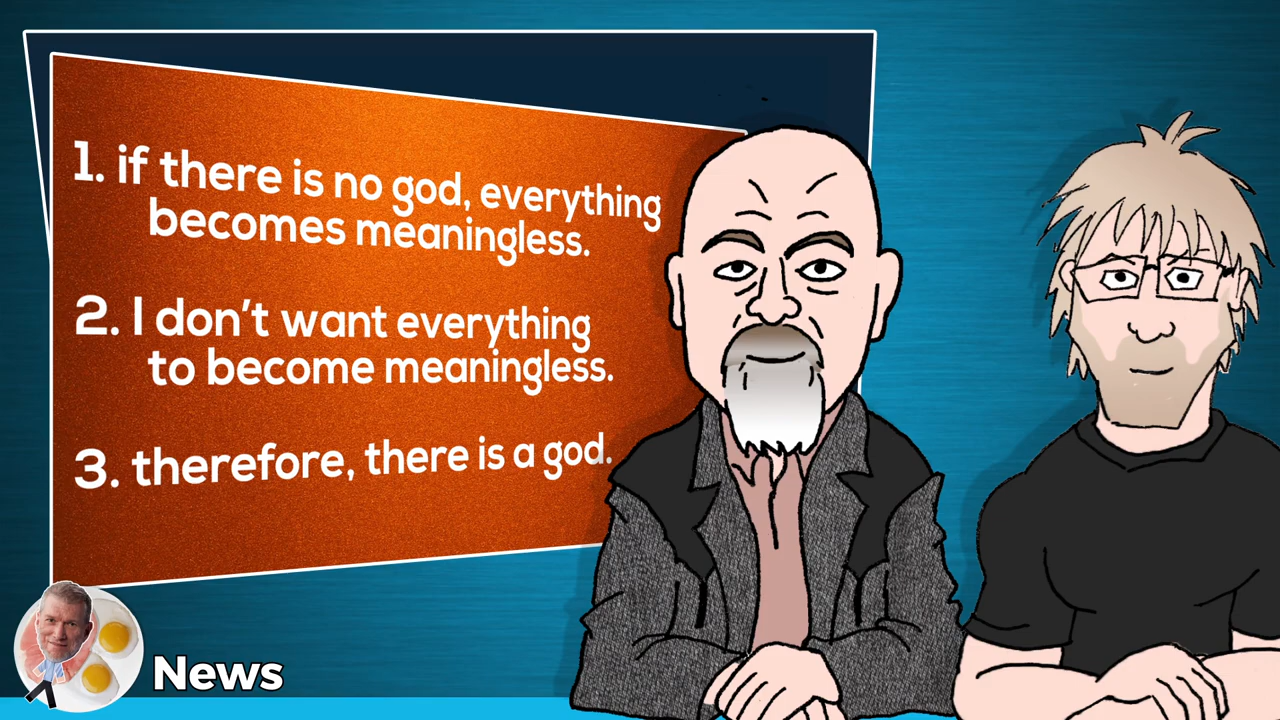 1. if there is no god, everything
becomes meaningless.
2. I don't want everything
to become meaningless.
3. therefore, there is a god.
News